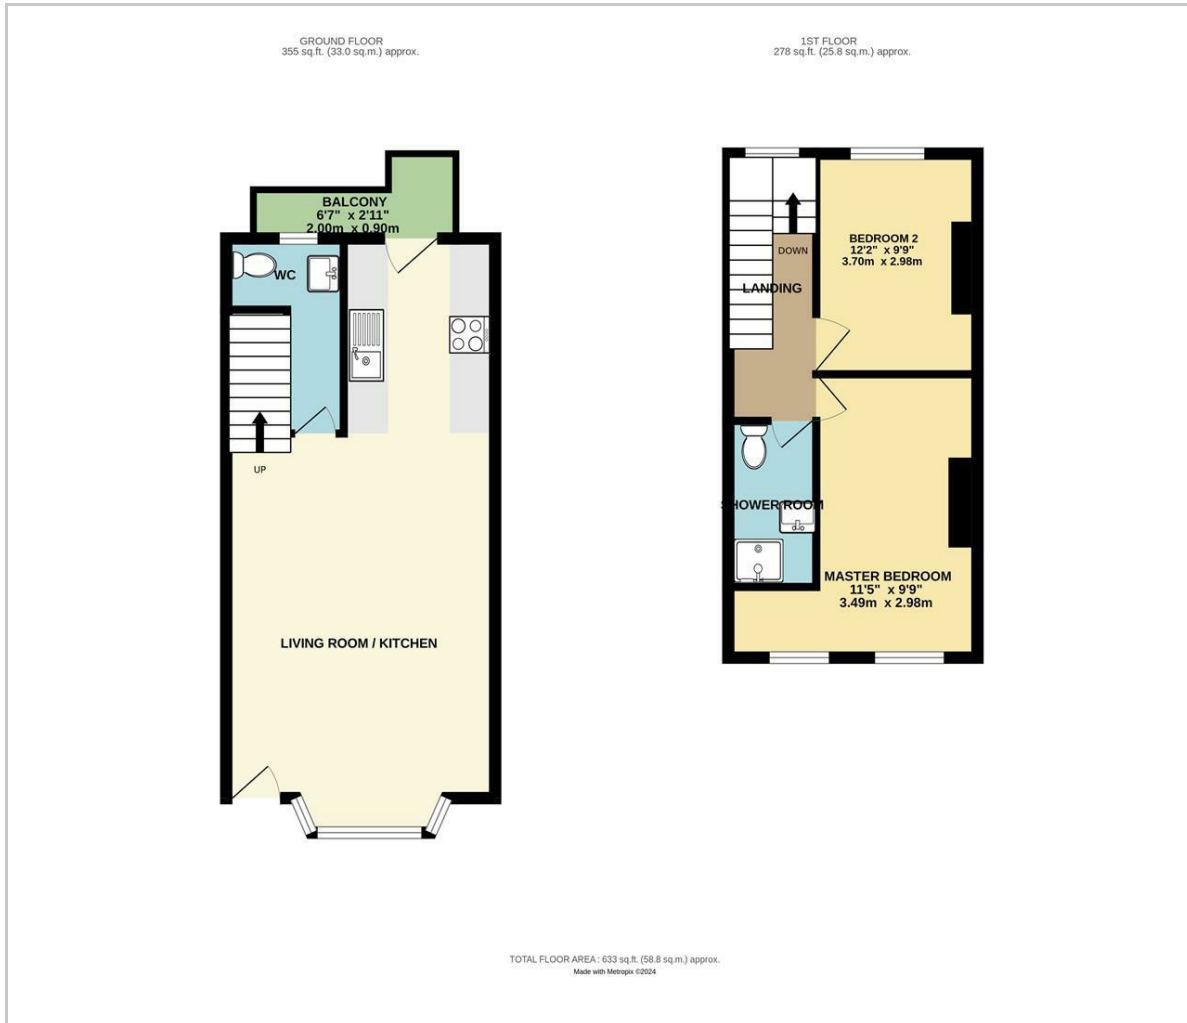 GROUND FLOOR
355 sq.ft. (33.0 sq.m.) approx.
1ST FLOOR
278 sq.ft. (25.8 sq.m.) approx.
BALCONY
6'7" x 2'11"
2.00m x 0.90m
WC
UP
LIVING ROOM / KITCHEN
DOWN
LANDING
BEDROOM 2
12'2" x 9'9"
3.70m x 2.98m
SHOWER ROOM
MASTER BEDROOM
11'5" x 9'9"
3.49m x 2.98m
TOTAL FLOOR AREA : 633 sq.ft. (58.8 sq.m.) approx.
Made with Metropix ©2024